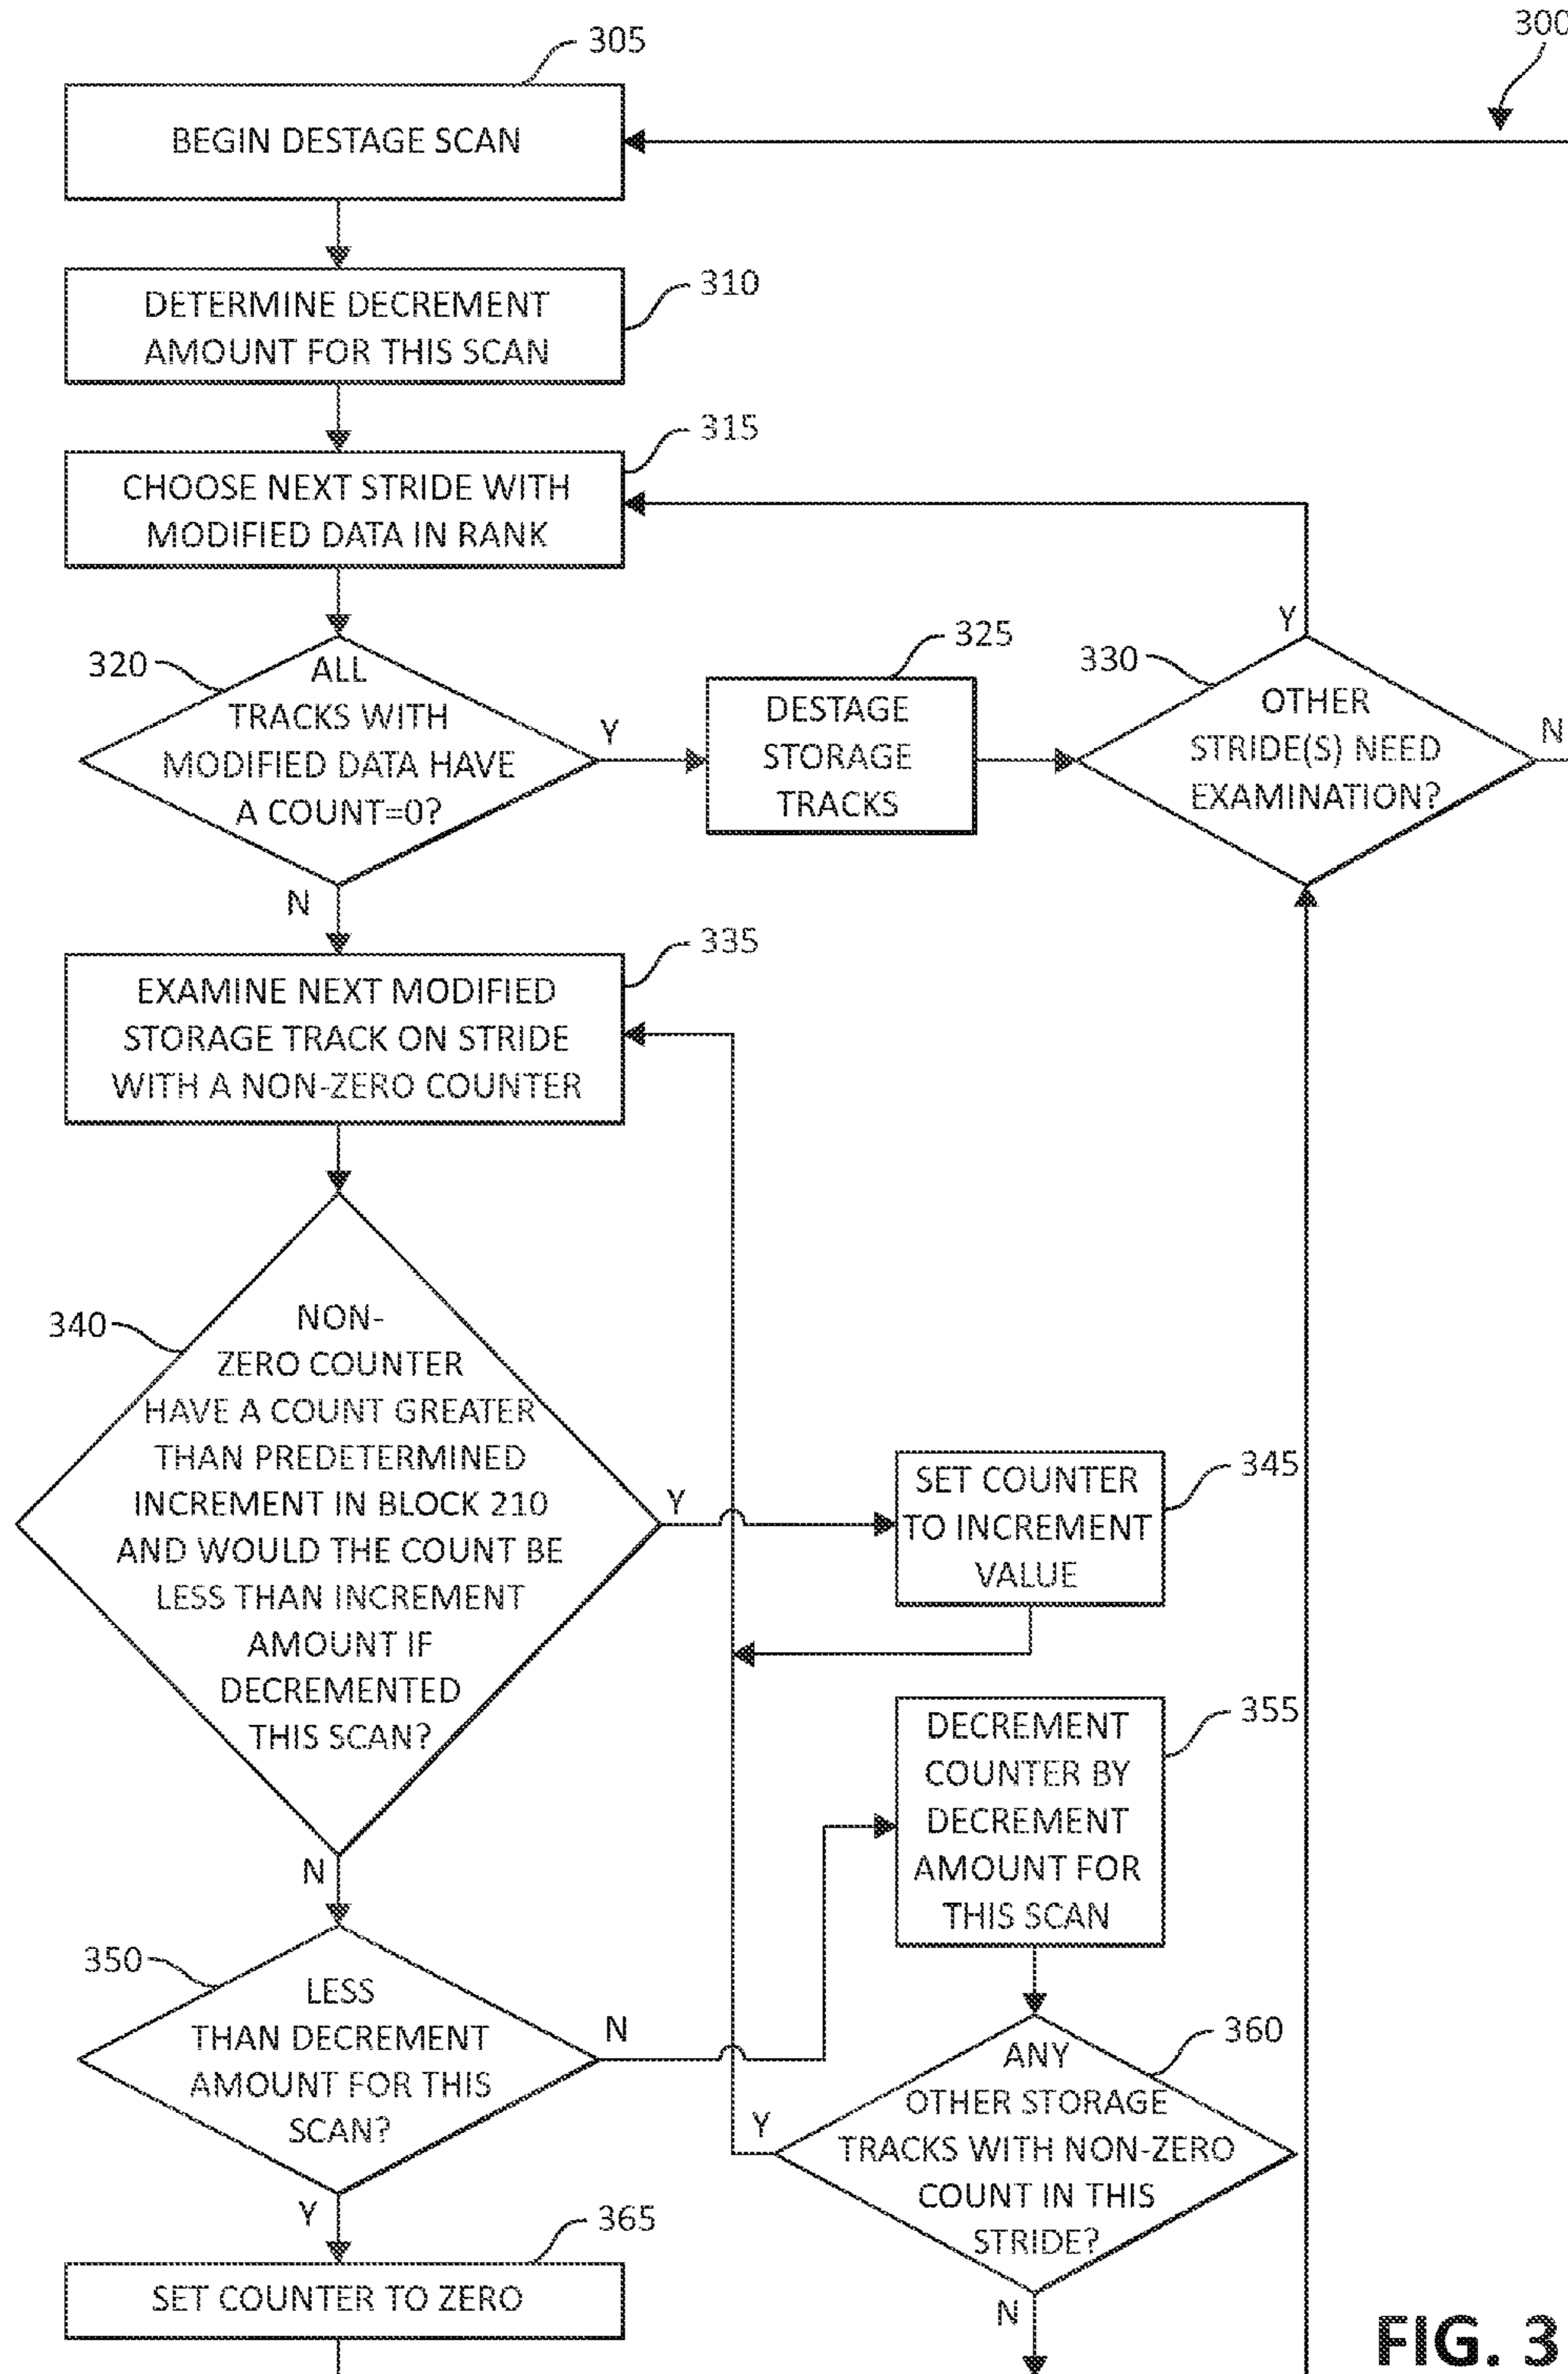 300
305
BEGIN DESTAGE SCAN
310
DETERMINE DECREMENT
AMOUNT FOR THIS SCAN
315
CHOOSE NEXT STRIDE WITH
MODIFIED DATA IN RANK
320
ALL
TRACKS WITH
MODIFIED DATA HAVE
A COUNT=0?
Y
N
325
DESTAGE
STORAGE
TRACKS
330
Y
OTHER
STRIDE(S) NEED
EXAMINATION?
N
335
EXAMINE NEXT MODIFIED
STORAGE TRACK ON STRIDE
WITH A NON-ZERO COUNTER
340
NON-
ZERO COUNTER
HAVE A COUNT GREATER
THAN PREDETERMINED
INCREMENT IN BLOCK 210
AND WOULD THE COUNT BE
LESS THAN INCREMENT
AMOUNT IF
DECREMENTED
THIS SCAN?
Y
N
345
SET COUNTER
TO INCREMENT
VALUE
350
LESS
THAN DECREMENT
AMOUNT FOR THIS
SCAN?
N
Y
355
DECREMENT
COUNTER BY
DECREMENT
AMOUNT FOR
THIS SCAN
360
ANY
OTHER STORAGE
TRACKS WITH NON-ZERO
COUNT IN THIS
STRIDE?
Y
N
365
SET COUNTER TO ZERO
FIG. 3